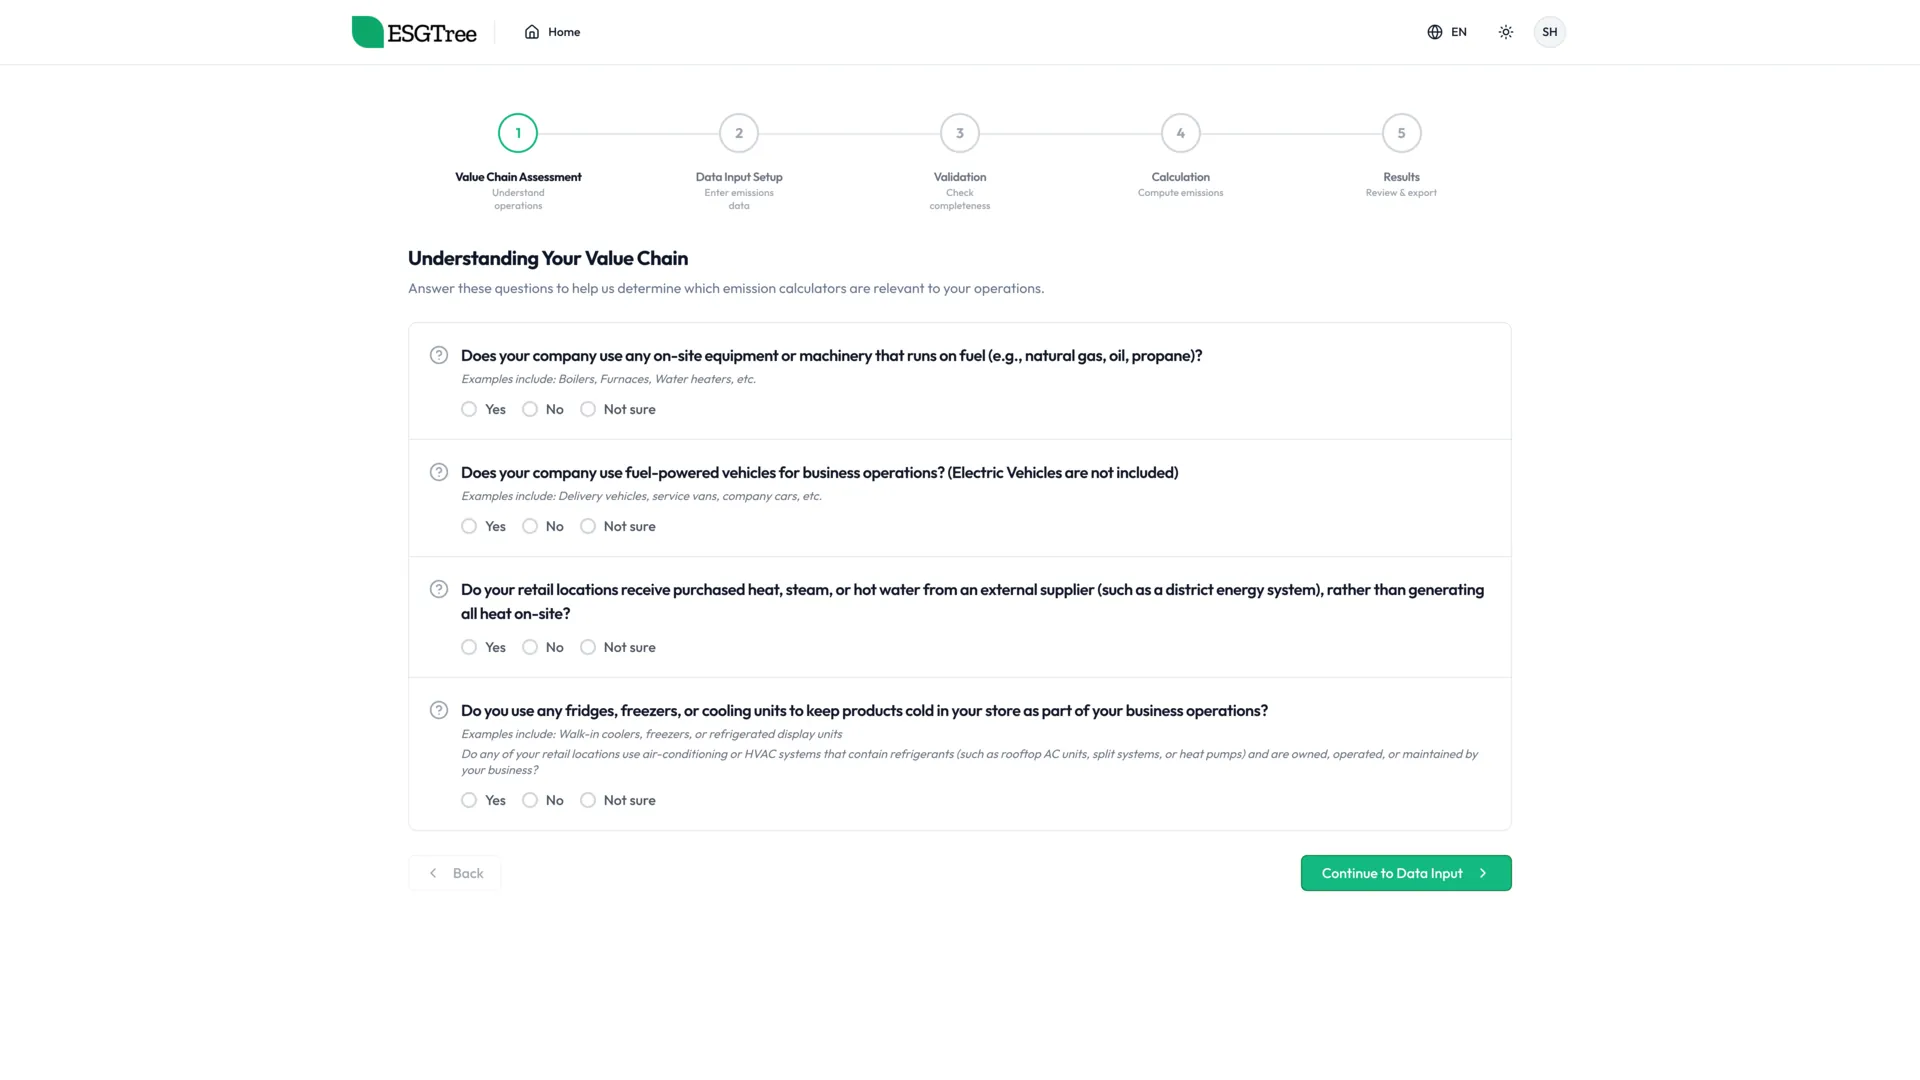 ESGTree
Home
EN
SH
1
2
3
4
5
Value Chain Assessment
Understand
operations
Data Input Setup
Enter emissions
data
Validation
Check
completeness
Calculation
Compute emissions
Results
Review & export
Understanding Your Value Chain
Answer these questions to help us determine which emission calculators are relevant to your operations.
? Does your company use any on-site equipment or machinery that runs on fuel (e.g., natural gas, oil, propane)?
Examples include: Boilers, Furnaces, Water heaters, etc.
Yes No Not sure
? Does your company use fuel-powered vehicles for business operations? (Electric Vehicles are not included)
Examples include: Delivery vehicles, service vans, company cars, etc.
Yes No Not sure
? Do your retail locations receive purchased heat, steam, or hot water from an external supplier (such as a district energy system), rather than generating
all heat on-site?
Yes No Not sure
? Do you use any fridges, freezers, or cooling units to keep products cold in your store as part of your business operations?
Examples include: Walk-in coolers, freezers, or refrigerated display units
Do any of your retail locations use air-conditioning or HVAC systems that contain refrigerants (such as rooftop AC units, split systems, or heat pumps) and are owned, operated, or maintained by
your business?
Yes No Not sure
Back
Continue to Data Input